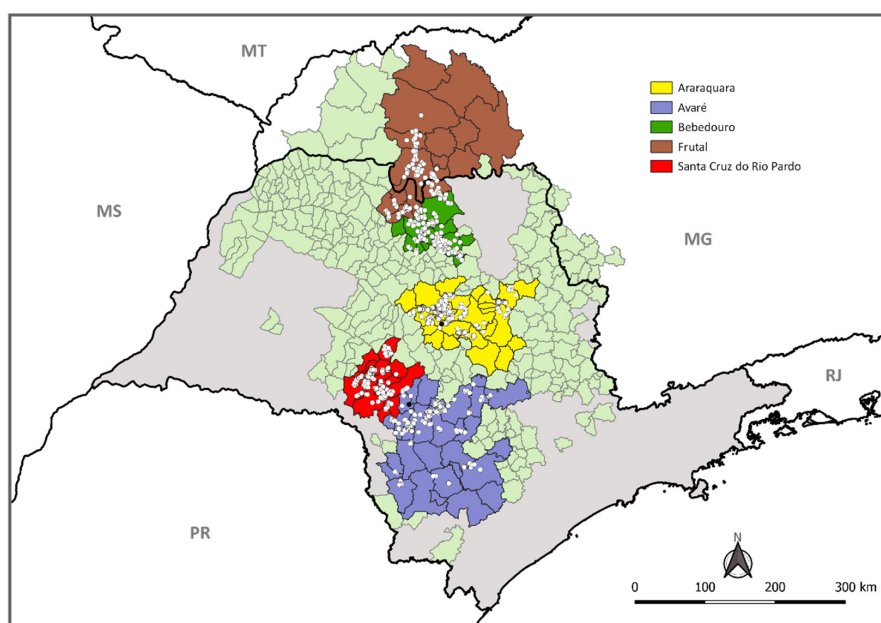 MT
Araraquara
Avaré
Bebedouro
Frutal
Santa Cruz do Rio Pardo
MS
MG
RJ
PR
N
0 100 200 300 km